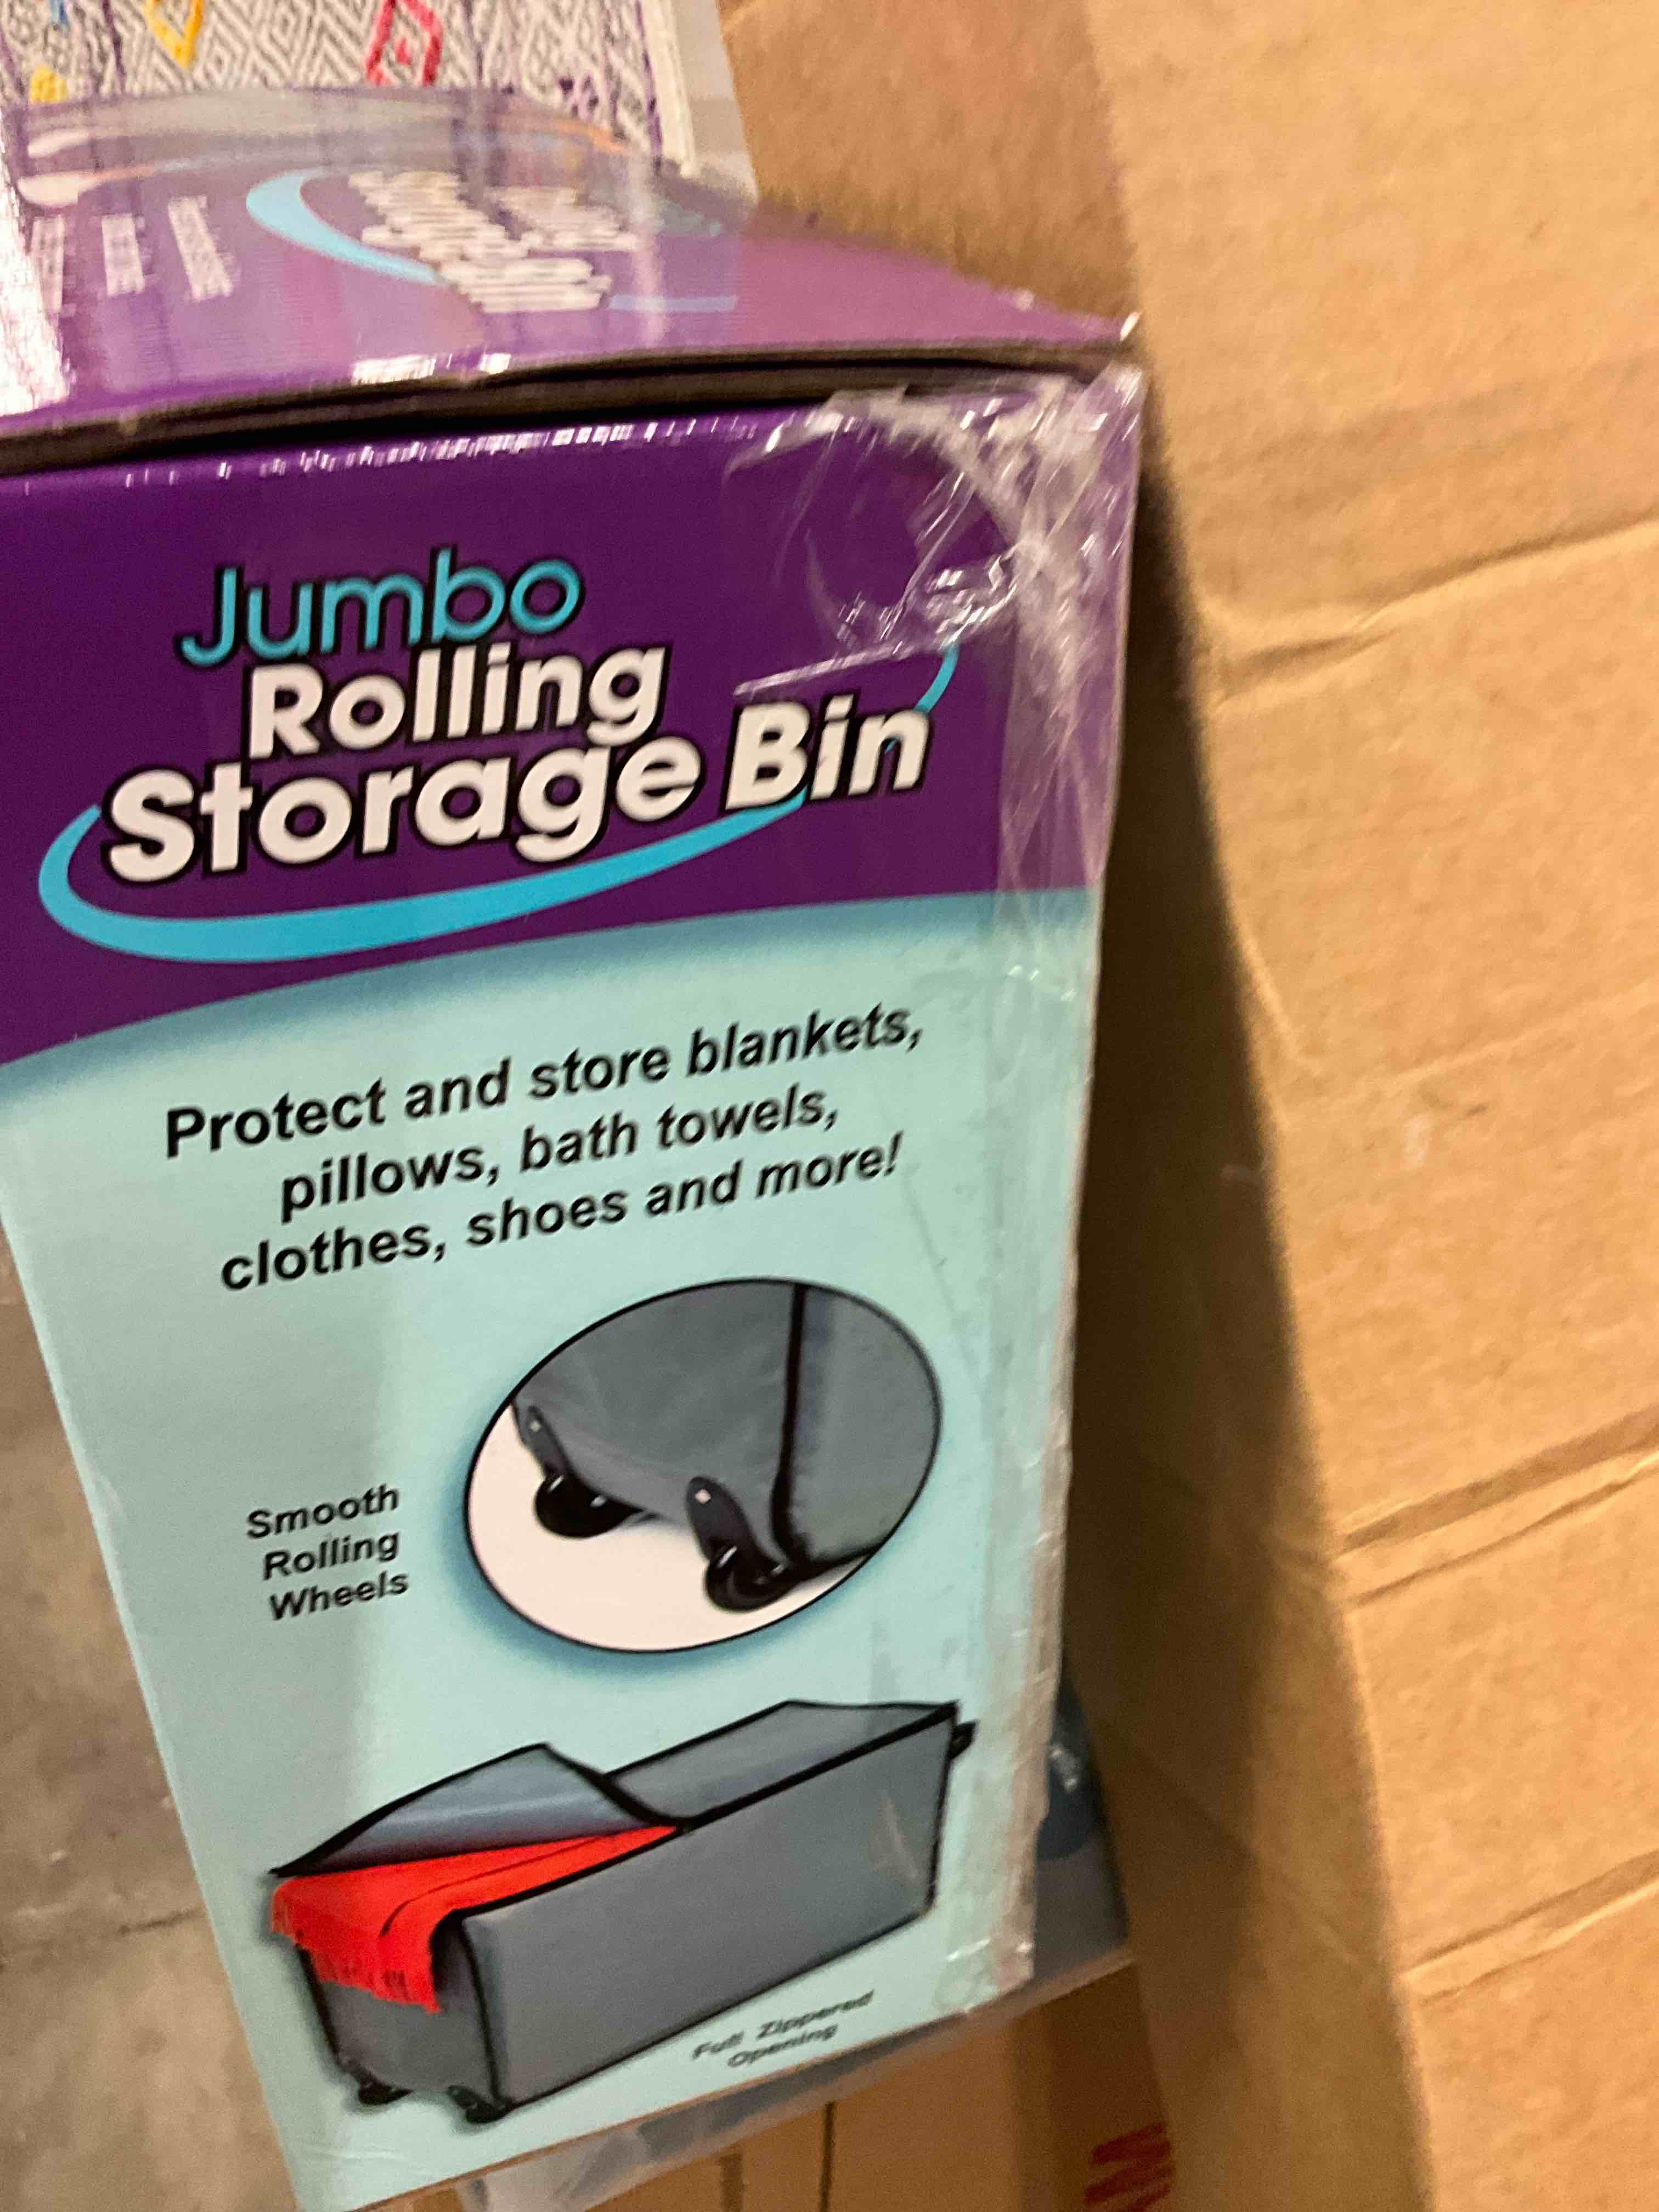 Jumbo
Rolling
Storage Bin
Protect and store blankets,
pillows, bath towels,
clothes, shoes and more!
Smooth
Rolling
Wheels
Full Zippered
Opening